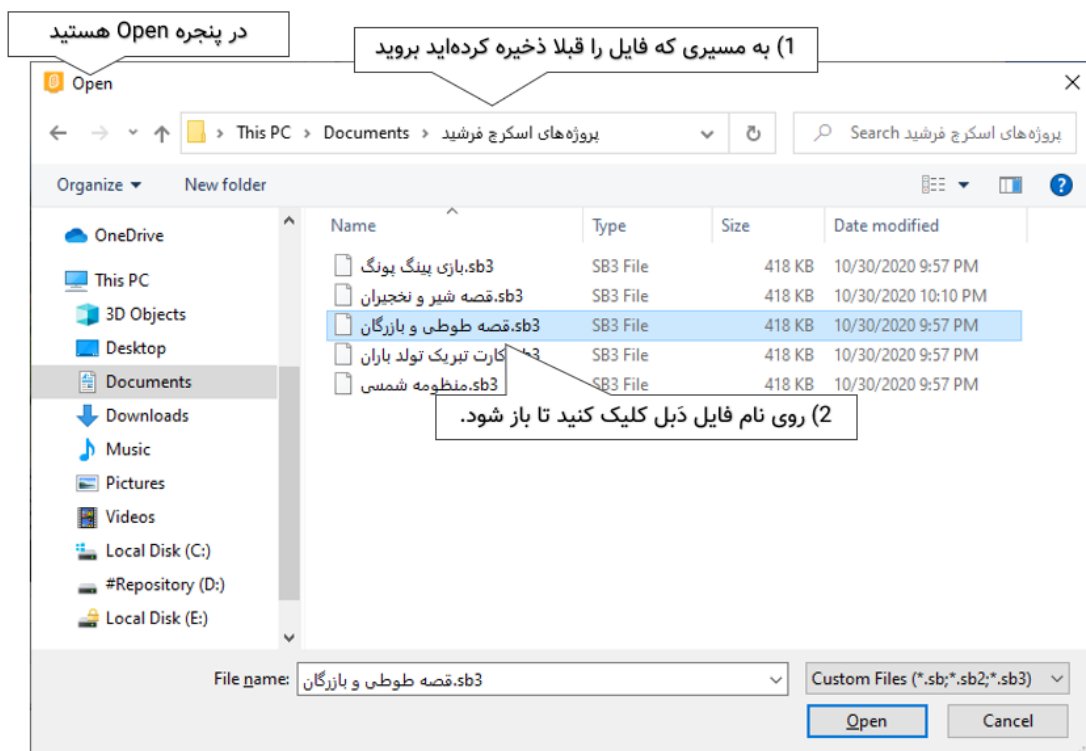 در پنجره Open هستید
1) به مسیری که فایل را قبلا ذخیره کرده‌اید بروید
Open
This PC › Documents › پروژه‌های اسکرچ فرشید
Search پروژه‌های اسکرچ فرشید
Organize
New folder
OneDrive
This PC
3D Objects
Desktop
Documents
Downloads
Music
Pictures
Videos
Local Disk (C:)
#Repository (D:)
Local Disk (E:)
Name Type Size Date modified
بازی پینگ پونگ.sb3 SB3 File 418 KB 10/30/2020 9:57 PM
قصه شیر و نخجیران.sb3 SB3 File 418 KB 10/30/2020 10:10 PM
قصه طوطی و بازرگان.sb3 SB3 File 418 KB 10/30/2020 9:57 PM
کارت تبریک تولد باران SB3 File 418 KB 10/30/2020 9:57 PM
منظومه شمسی.sb3 SB3 File 418 KB 10/30/2020 9:57 PM
2) روی نام فایل دَبل کلیک کنید تا باز شود.
File name: قصه طوطی و بازرگان.sb3
Custom Files (*.sb;*.sb2;*.sb3)
Open
Cancel